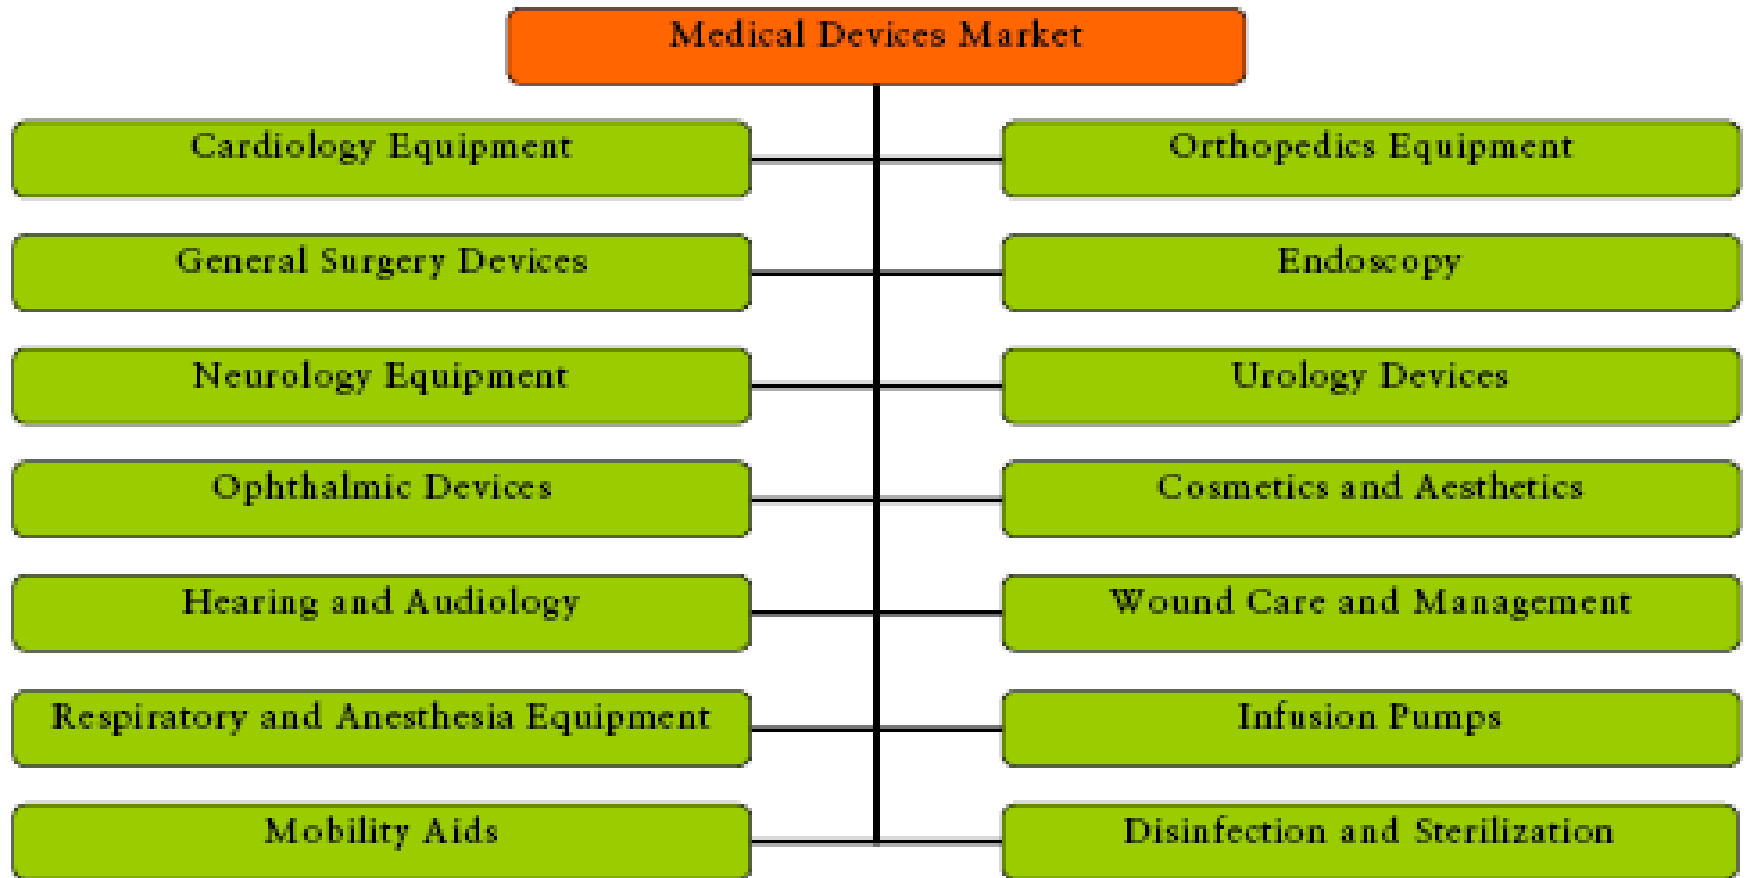 Medical Devices Market
Cardiology Equipment
Orthopedics Equipment
General Surgery Devices
Endoscopy
Neurology Equipment
Urology Devices
Ophthalmic Devices
Cosmetics and Aesthetics
Hearing and Audiology
Wound Care and Management
Respiratory and Anesthesia Equipment
Infusion Pumps
Mobility Aids
Disinfection and Sterilization